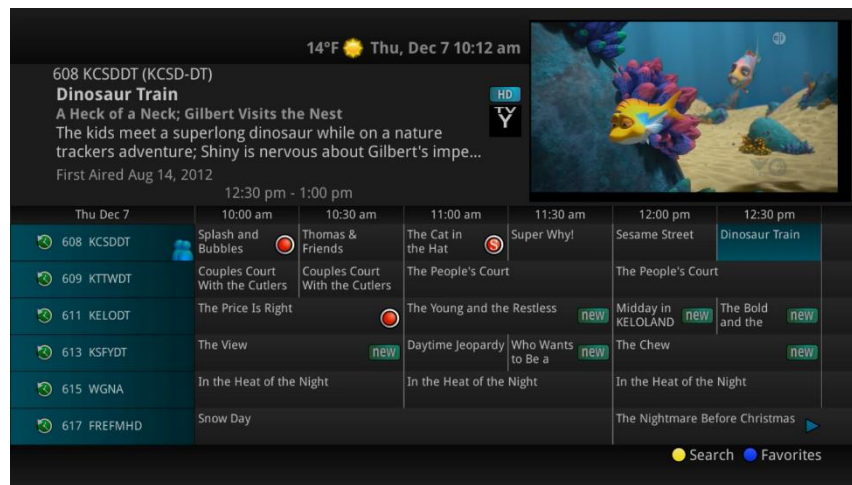 14°F Thu, Dec 7 10:12 am
608 KCSDDT (KCSD-
DT)
Dinosaur Train
HD
A Heck of a Neck; Gilbert Visits the Nest
TV
Y
The kids meet a superlong dinosaur while on a nature
trackers adventure; Shiny is nervous about Gilbert's impe...
First Aired Aug 14, 2012
12:30 pm - 1:00 pm
Thu Dec 7 10:00 am 10:30 am 11:00 am 11:30 am 12:00 pm 12:30 pm
608 KCSDDT
Splash and
Bubbles
Thomas &
Friends
The Cat in
the Hat
S
Super Why!
Sesame Street
Dinosaur Train
609 KTTWDT
Couples Court
With the Cutlers
Couples Court
With the Cutlers
The People's Court
The People's Court
611 KELODT
The Price Is Right
The Young and the Restless
new
Midday in
KELOLAND
new
The Bold
and the
new
613 KSFYDT
The View
new
Daytime Jeopardy
Who Wants
to Be a
new
The Chew
new
615 WGNA
In the Heat of the Night
In the Heat of the Night
In the Heat of the Night
617 FREFMHD
Snow Day
The Nightmare Before Christmas
Search Favorites